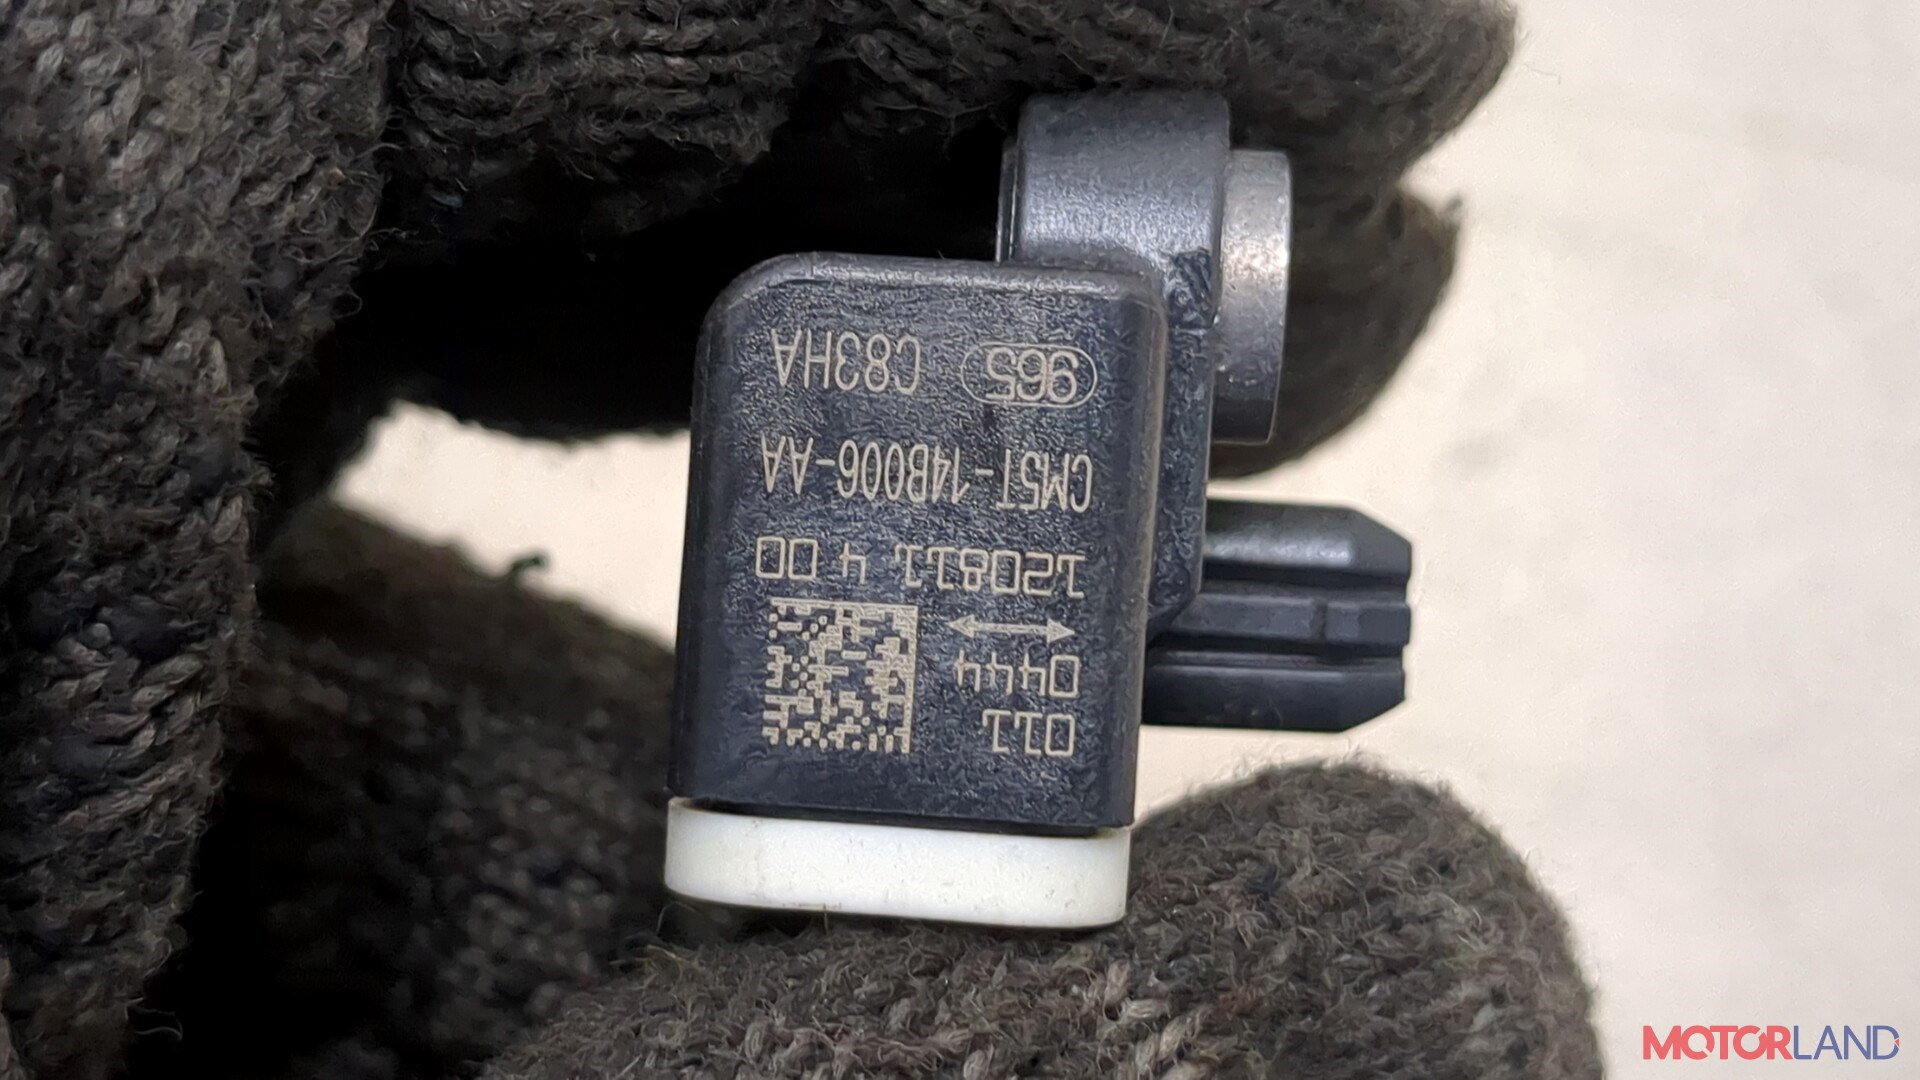 011
0444
120811 4 00
CM5T-14B006-AA
965 C83HA
MOTORLAND